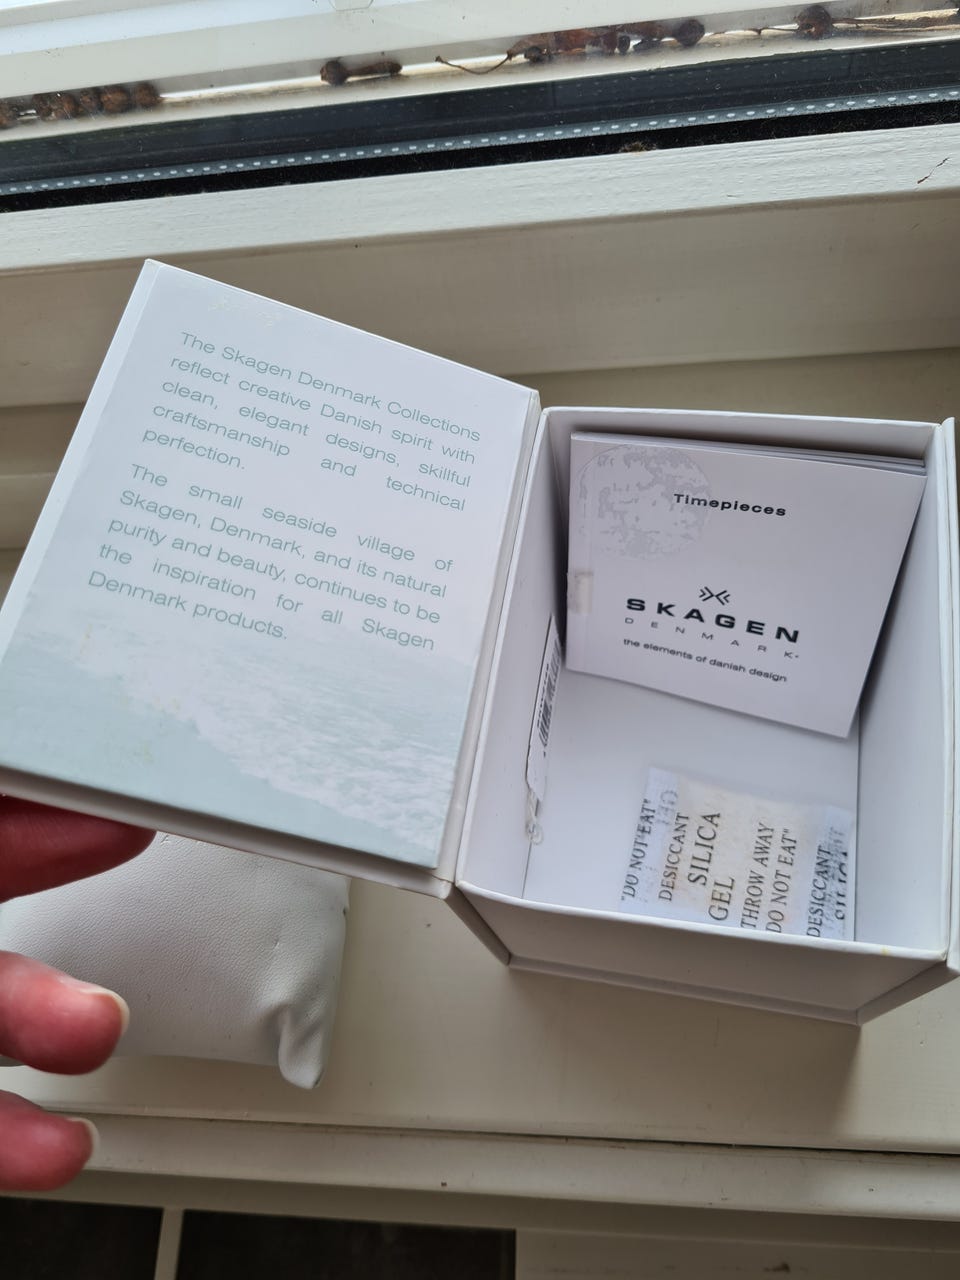 The Skagen Denmark Collections
reflect creative Danish spirit with
clean, elegant designs, skillful
craftsmanship and technical
perfection.
The small seaside village of
Skagen, Denmark, and its natural
purity and beauty, continues to be
the inspiration for all Skagen
Denmark products.
Timepieces
SKAGEN
DENMARK
the elements of danish design
"DO NOT EAT"
DESICCANT
SILICA
GEL
THROW AWAY
DO NOT EAT"
DESICCANT